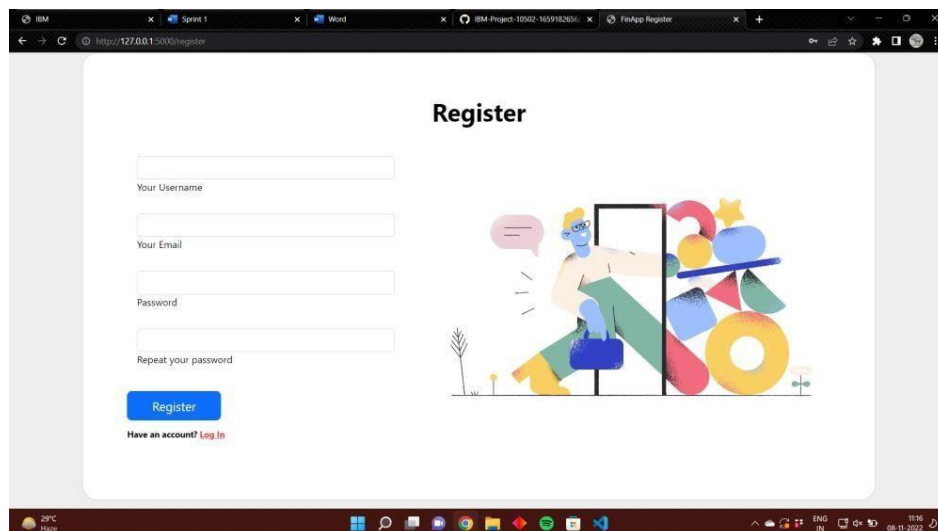 IBM
Sprint 1
Word
IBM-Project-10502-1659182656
FinApp Register
http://127.0.0.1:5000/register
Register
Your Username
Your Email
Password
Repeat your password
Register
Have an account? Log In
29°C
Haze
ENG
IN
11:16
08-11-2022